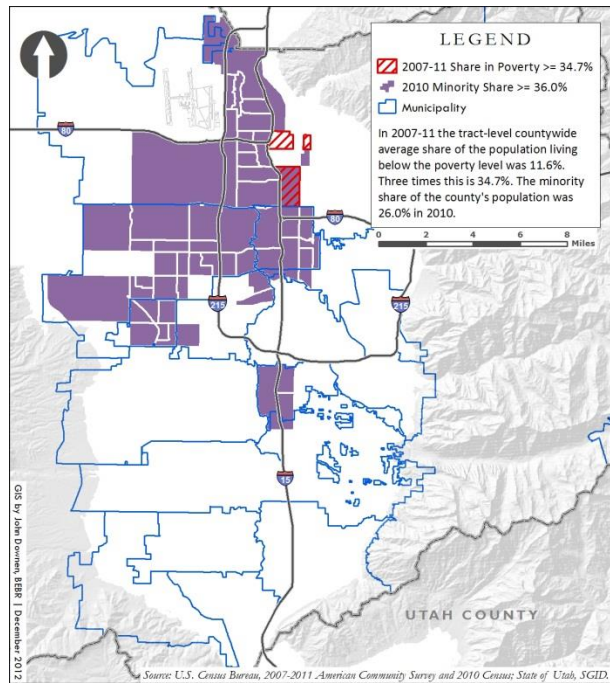 LEGEND
2007-11 Share in Poverty >= 34.7%
2010 Minority Share >= 36.0%
Municipality
In 2007-11 the tract-level countywide
average share of the population living
below the poverty level was 11.6%.
Three times this is 34.7%. The minority
share of the county's population was
26.0% in 2010.
0 2 4 6 8
Miles
80
80
215
215
15
UTAH COUNTY
GIS by John Downen, BEBR | December 2012
Source: U.S. Census Bureau, 2007-2011 American Community Survey and 2010 Census; State of Utah, SGID.